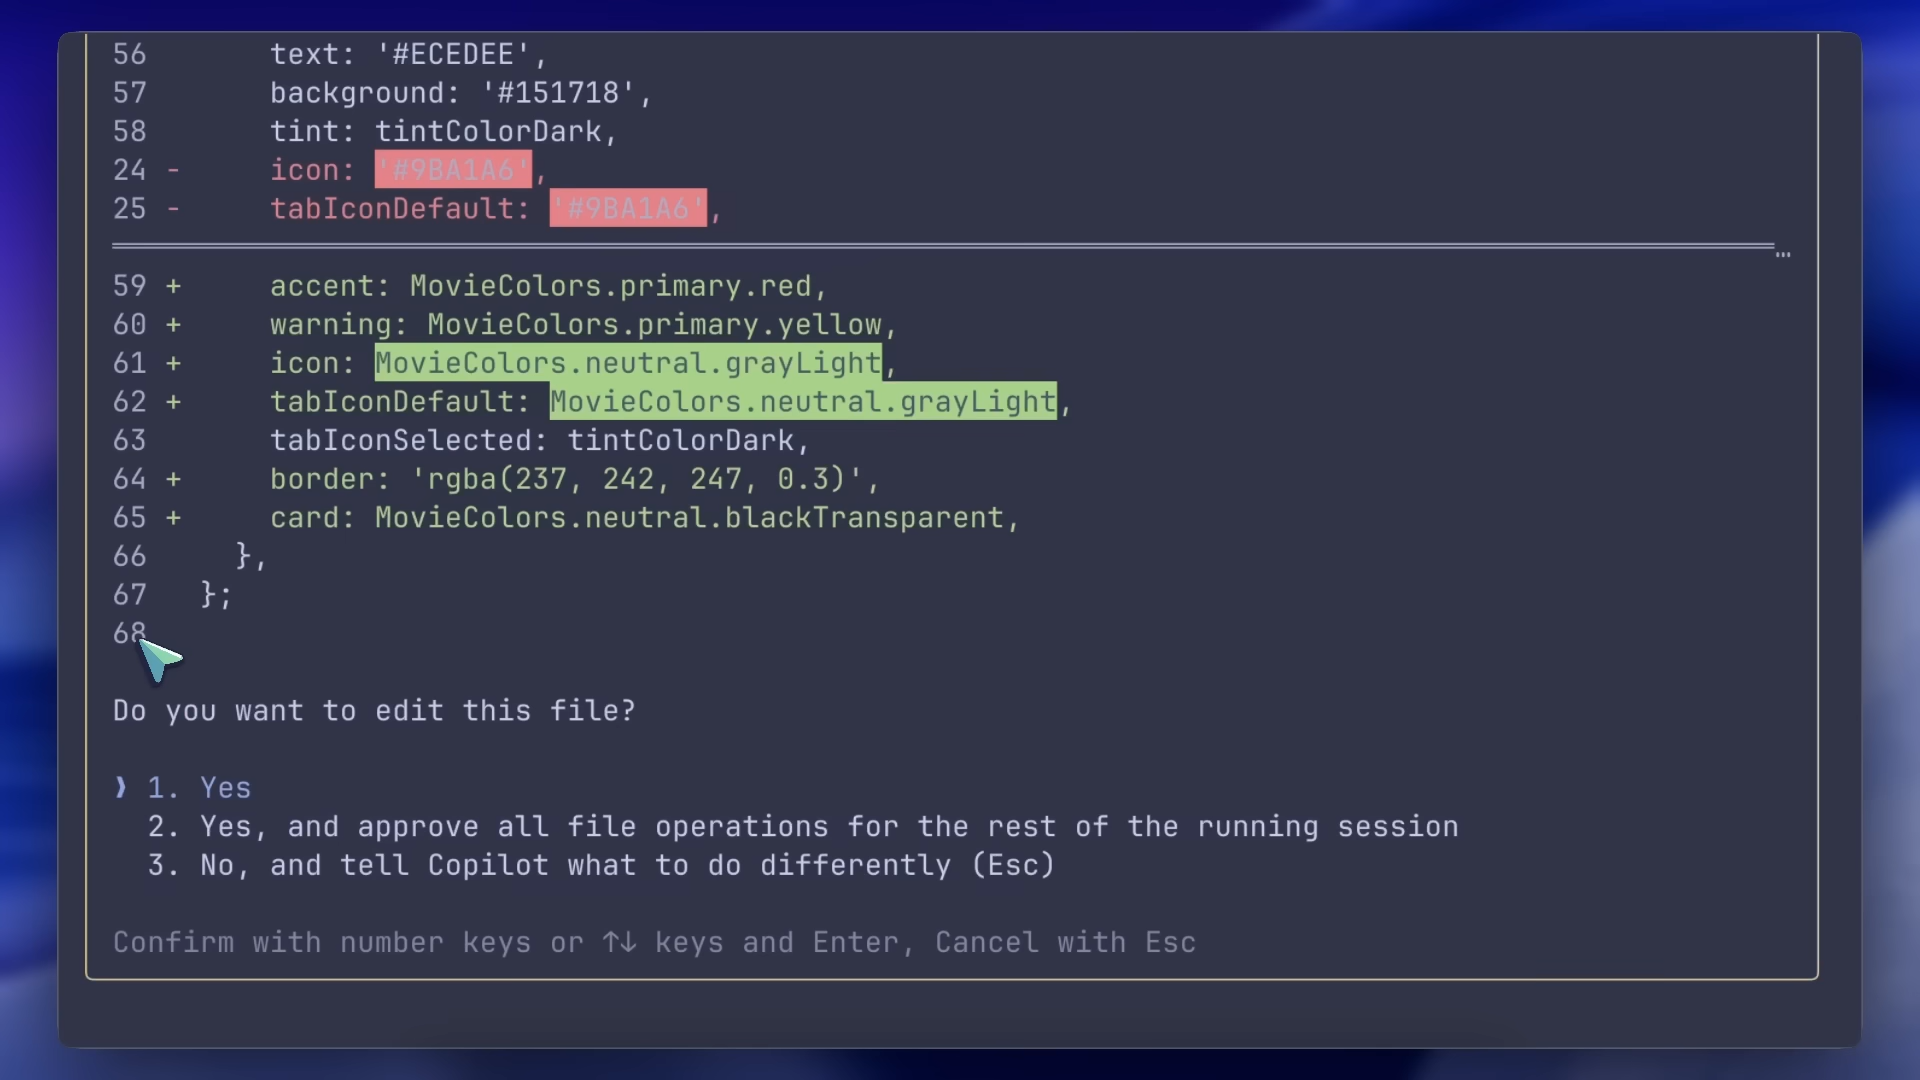 56       text: '#ECEDEE',
57       background: '#151718',
58       tint: tintColorDark,
24 -     icon: '#9BA1A6',
25 -     tabIconDefault: '#9BA1A6',
…
59 +     accent: MovieColors.primary.red,
60 +     warning: MovieColors.primary.yellow,
61 +     icon: MovieColors.neutral.grayLight,
62 +     tabIconDefault: MovieColors.neutral.grayLight,
63       tabIconSelected: tintColorDark,
64 +     border: 'rgba(237, 242, 247, 0.3)',
65 +     card: MovieColors.neutral.blackTransparent,
66     },
67   };
68
Do you want to edit this file?
❯ 1. Yes
2. Yes, and approve all file operations for the rest of the running session
3. No, and tell Copilot what to do differently (Esc)
Confirm with number keys or ↑↓ keys and Enter, Cancel with Esc